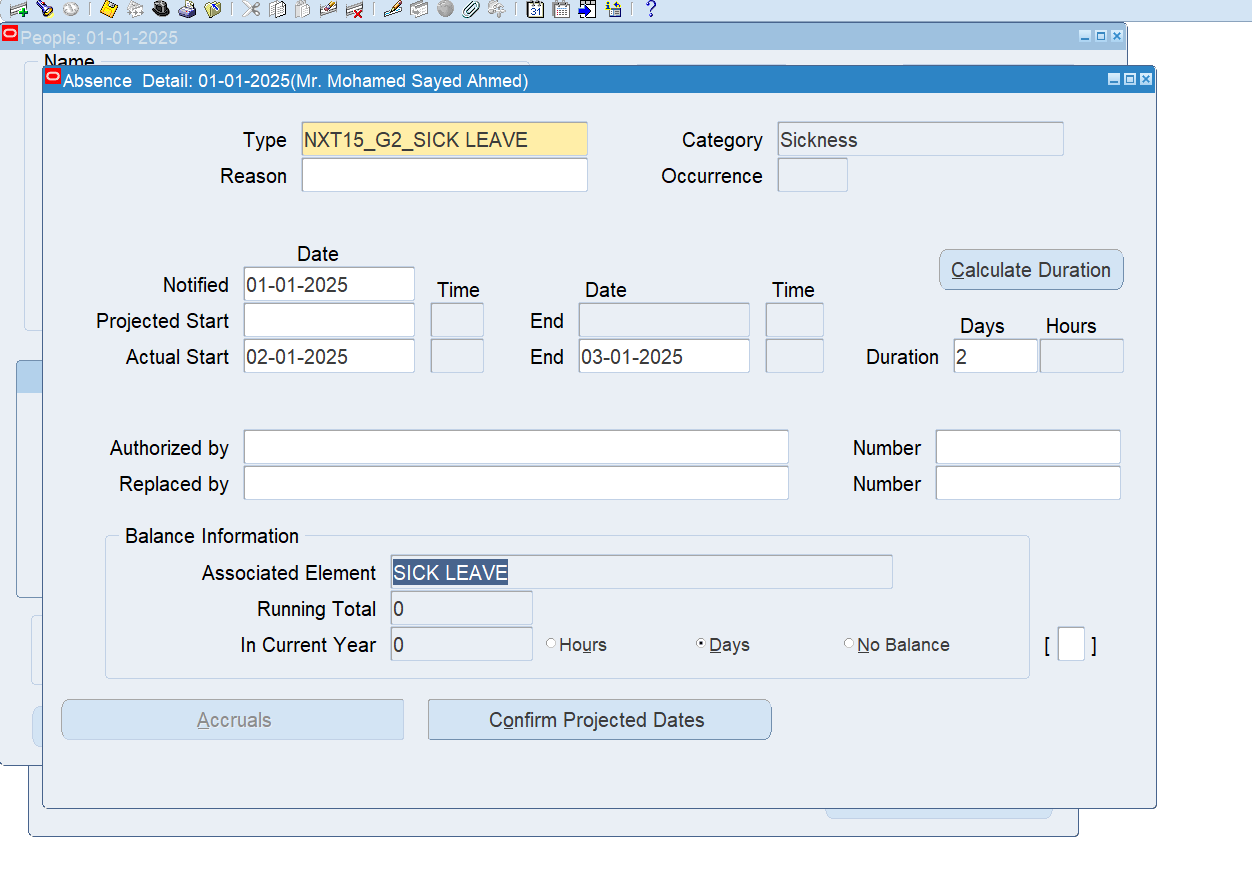 31
?
People: 01-01-2025
Name
Absence Detail: 01-01-2025(Mr. Mohamed Sayed Ahmed)
Type NXT15_G2_SICK LEAVE Category Sickness
Reason Occurrence
Date
Notified 01-01-2025 Time Date Time Calculate Duration
Projected Start End Days Hours
Actual Start 02-01-2025 End 03-01-2025 Duration 2
Authorized by Number
Replaced by Number
Balance Information
Associated Element SICK LEAVE
Running Total 0
In Current Year 0 Hours Days No Balance [ ]
Accruals Confirm Projected Dates